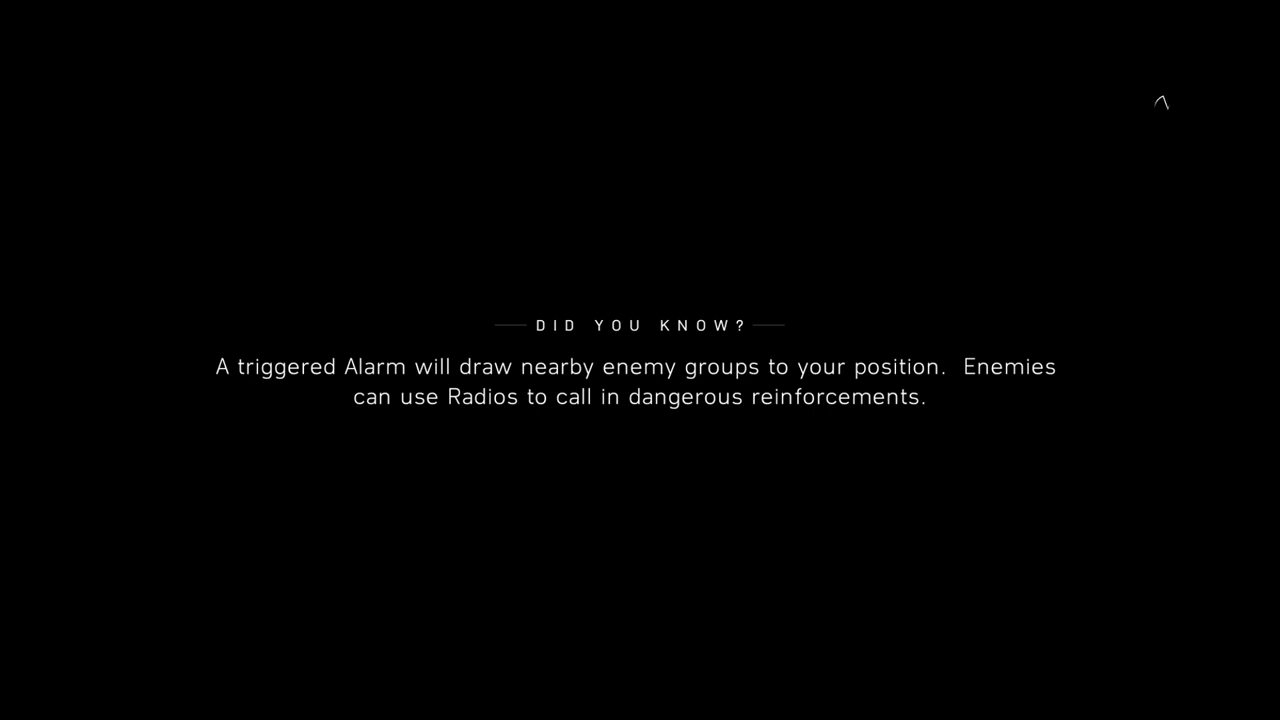 DID YOU KNOW?
A triggered Alarm will draw nearby enemy groups to your position.  Enemies
can use Radios to call in dangerous reinforcements.